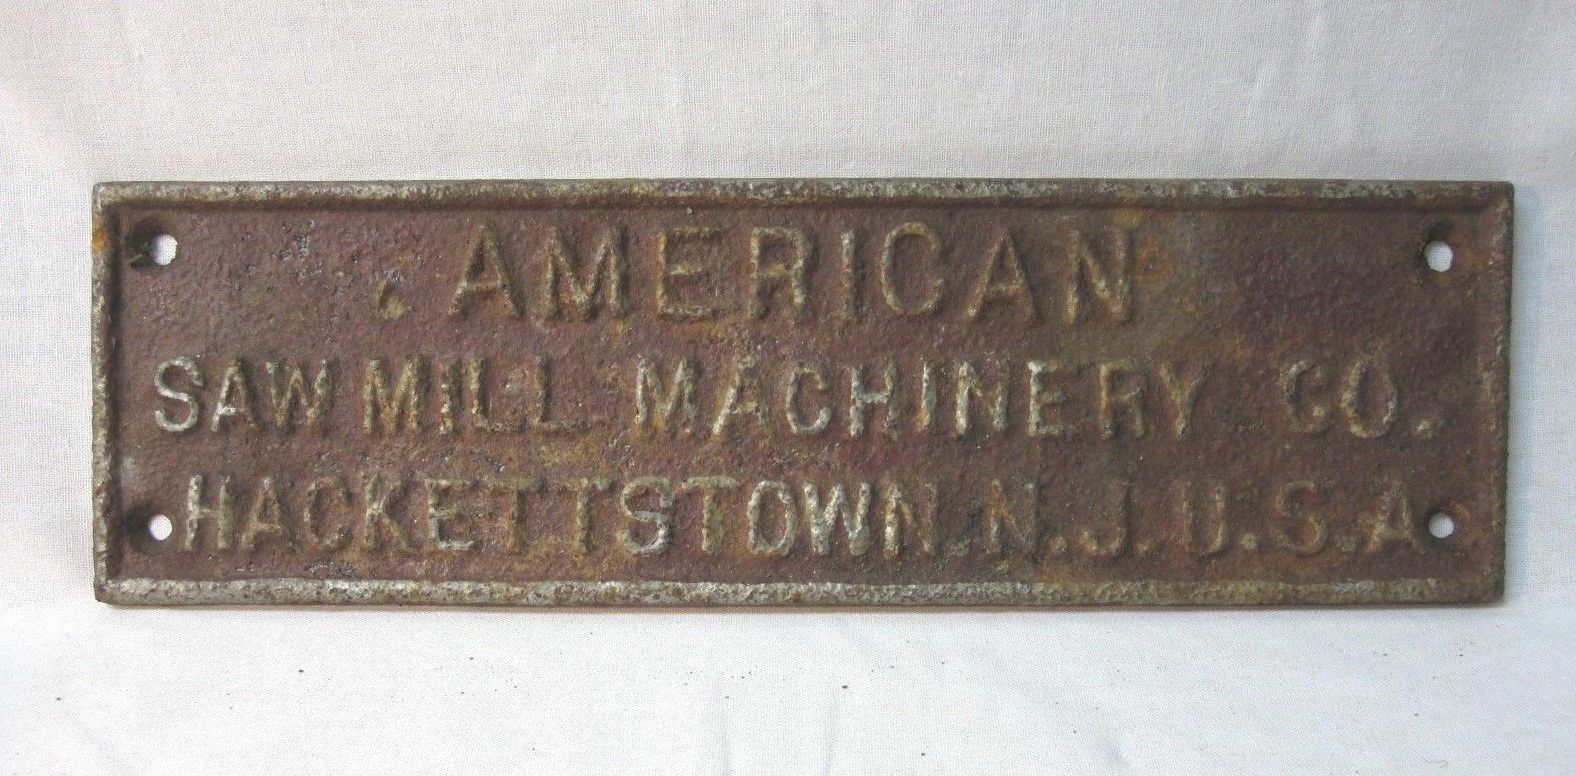 AMERICAN
SAW MILL MACHINERY CO.
HACKETTSTOWN.N.J.U.S.A